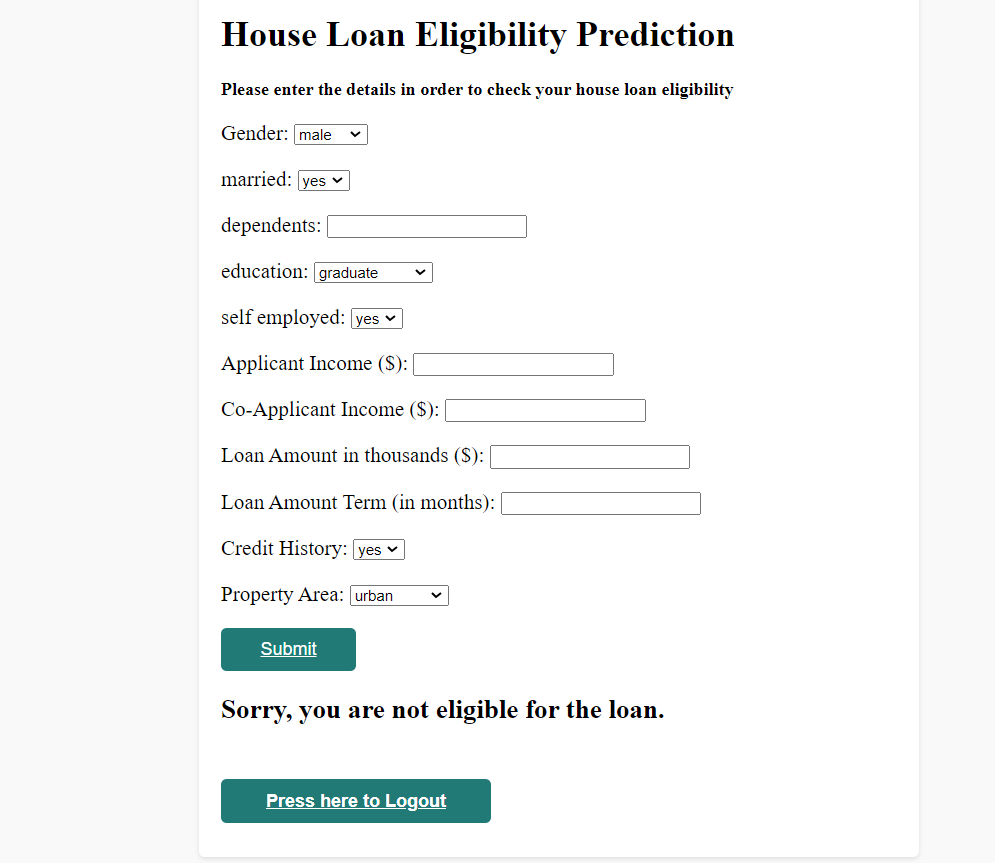 House Loan Eligibility Prediction
Please enter the details in order to check your house loan eligibility
Gender: male
married: yes
dependents:
education: graduate
self employed: yes
Applicant Income ($):
Co-Applicant Income ($):
Loan Amount in thousands ($):
Loan Amount Term (in months):
Credit History: yes
Property Area: urban
Submit
Sorry, you are not eligible for the loan.
Press here to Logout